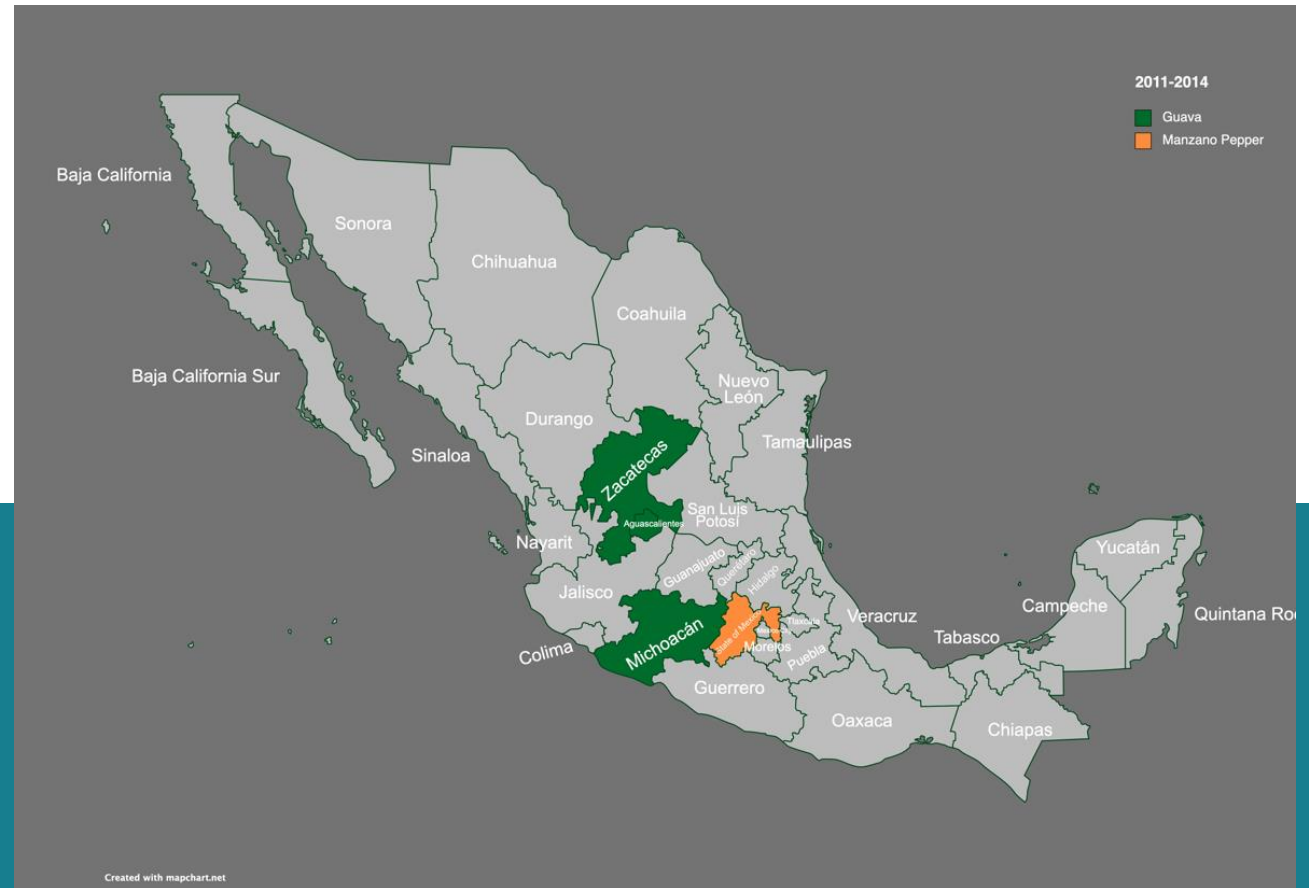 2011-2014
Guava
Manzano Pepper
Baja California
Sonora
Chihuahua
Coahuila
Baja California Sur
Nuevo
León
Durango
Tamaulipas
Sinaloa
Zacatecas
San Luis
Potosí
Aguascalientes
Nayarit
Guanajuato
Querétaro
Hidalgo
Yucatán
Jalisco
Campeche
Quintana Roo
Veracruz
Tlaxcala
State of Mexico
Tabasco
Colima
Michoacán
Morelos
Puebla
Guerrero
Oaxaca
Chiapas
Created with mapchart.net